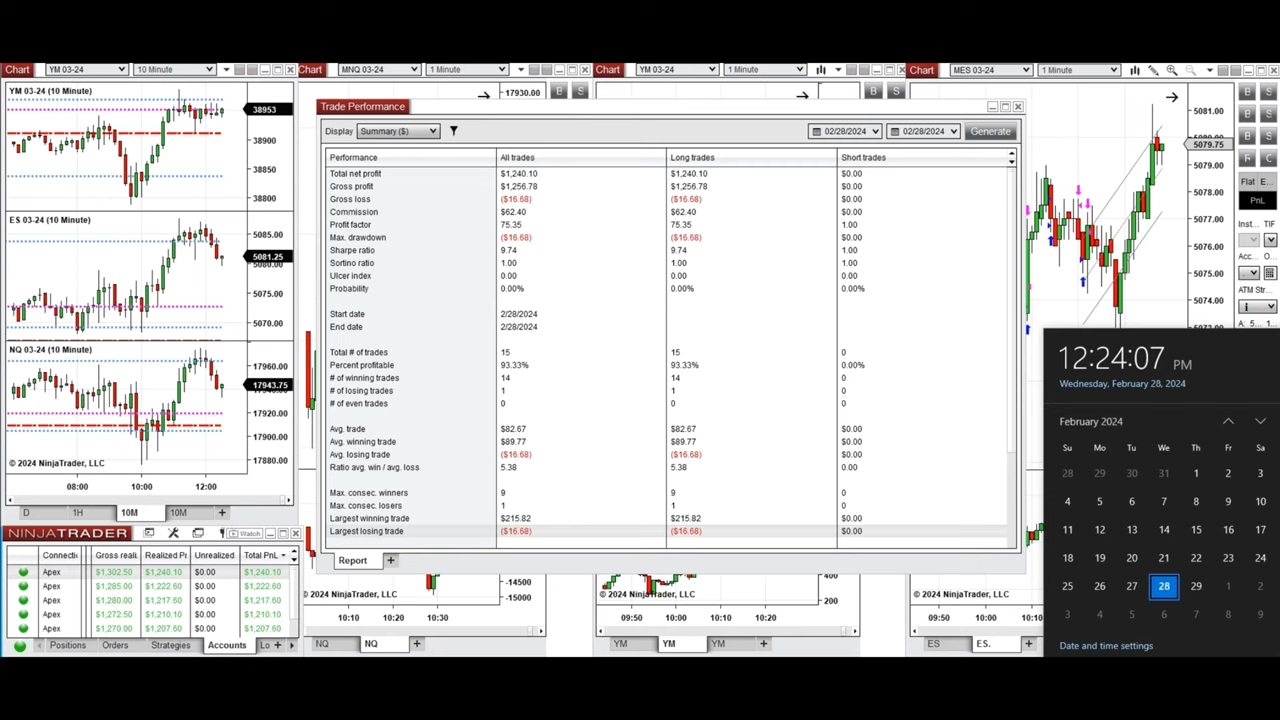 Chart YM 03-24 10 Minute
Chart MNQ 03-24 1 Minute
Chart YM 03-24 1 Minute
Chart MES 03-24 1 Minute
YM 03-24 (10 Minute)
38953
38900
38850
38800
ES 03-24 (10 Minute)
5085.00
5081.25
5075.00
5070.00
NQ 03-24 (10 Minute)
17960.00
17943.75
17920.00
17900.00
17880.00
© 2024 NinjaTrader, LLC
08:00 10:00 12:00
D 1H 10M 10M +
17930.00 B S
B S
Trade Performance
Display Summary ($) 02/28/2024 02/28/2024 Generate
Performance All trades Long trades Short trades
Total net profit $1,240.10 $1,240.10 $0.00
Gross profit $1,256.78 $1,256.78 $0.00
Gross loss ($16.68) ($16.68) $0.00
Commission $62.40 $62.40 $0.00
Profit factor 75.35 75.35 1.00
Max. drawdown ($16.68) ($16.68) $0.00
Sharpe ratio 9.74 9.74 1.00
Sortino ratio 1.00 1.00 1.00
Ulcer index 0.00 0.00 0.00
Probability 0.00% 0.00% 0.00%
Start date 2/28/2024
End date 2/28/2024
Total # of trades 15 15 0
Percent profitable 93.33% 93.33% 0.00%
# of winning trades 14 14 0
# of losing trades 1 1 0
# of even trades 0 0 0
Avg. trade $82.67 $82.67 $0.00
Avg. winning trade $89.77 $89.77 $0.00
Avg. losing trade ($16.68) ($16.68) $0.00
Ratio avg. win / avg. loss 5.38 5.38 0.00
Max. consec. winners 9 9 0
Max. consec. losers 1 1 0
Largest winning trade $215.82 $215.82 $0.00
Largest losing trade ($16.68) ($16.68) $0.00
Report +
5081.00
5079.75
5079.00
5078.00
5077.00
5076.00
5075.00
5074.00
B S
B S
B S
R C
Flat E...
PnL
Inst... TIF
Acc... O...
ATM Str...
I
A: 5...
NINJATRADER Watch
Connectic Gross reali Realized Pr Unrealized Total PnL
Apex $1,302.50 $1,240.10 $0.00 $1,240.10
Apex $1,285.00 $1,222.60 $0.00 $1,222.60
Apex $1,280.00 $1,217.60 $0.00 $1,217.60
Apex $1,272.50 $1,210.10 $0.00 $1,210.10
Apex $1,270.00 $1,207.60 $0.00 $1,207.60
Positions Orders Strategies Accounts Lo +
-14500
-15000
© 2024 NinjaTrader, LLC
10:10 10:20 10:30
NQ NQ +
400
200
© 2024 NinjaTrader, LLC
09:50 10:00 10:10 10:20
YM YM YM +
© 2024 NinjaTrader, LLC
09:50 10:00 10:10
ES ES. +
12:24:07 PM
Wednesday, February 28, 2024
February 2024
Su Mo Tu We Th Fr Sa
28 29 30 31 1 2 3
4 5 6 7 8 9 10
11 12 13 14 15 16 17
18 19 20 21 22 23 24
25 26 27 28 29 1 2
3 4 5 6 7 8 9
Date and time settings